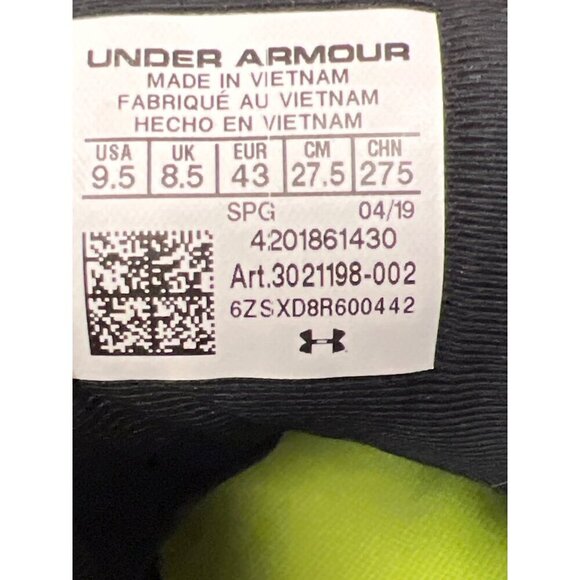 UNDER ARMOUR
MADE IN VIETNAM
FABRIQUÉ AU VIETNAM
HECHO EN VIETNAM
USA UK EUR CM CHN
9.5 8.5 43 27.5 275
SPG 04/19
4201861430
Art.3021198-002
6ZSXD8R600442